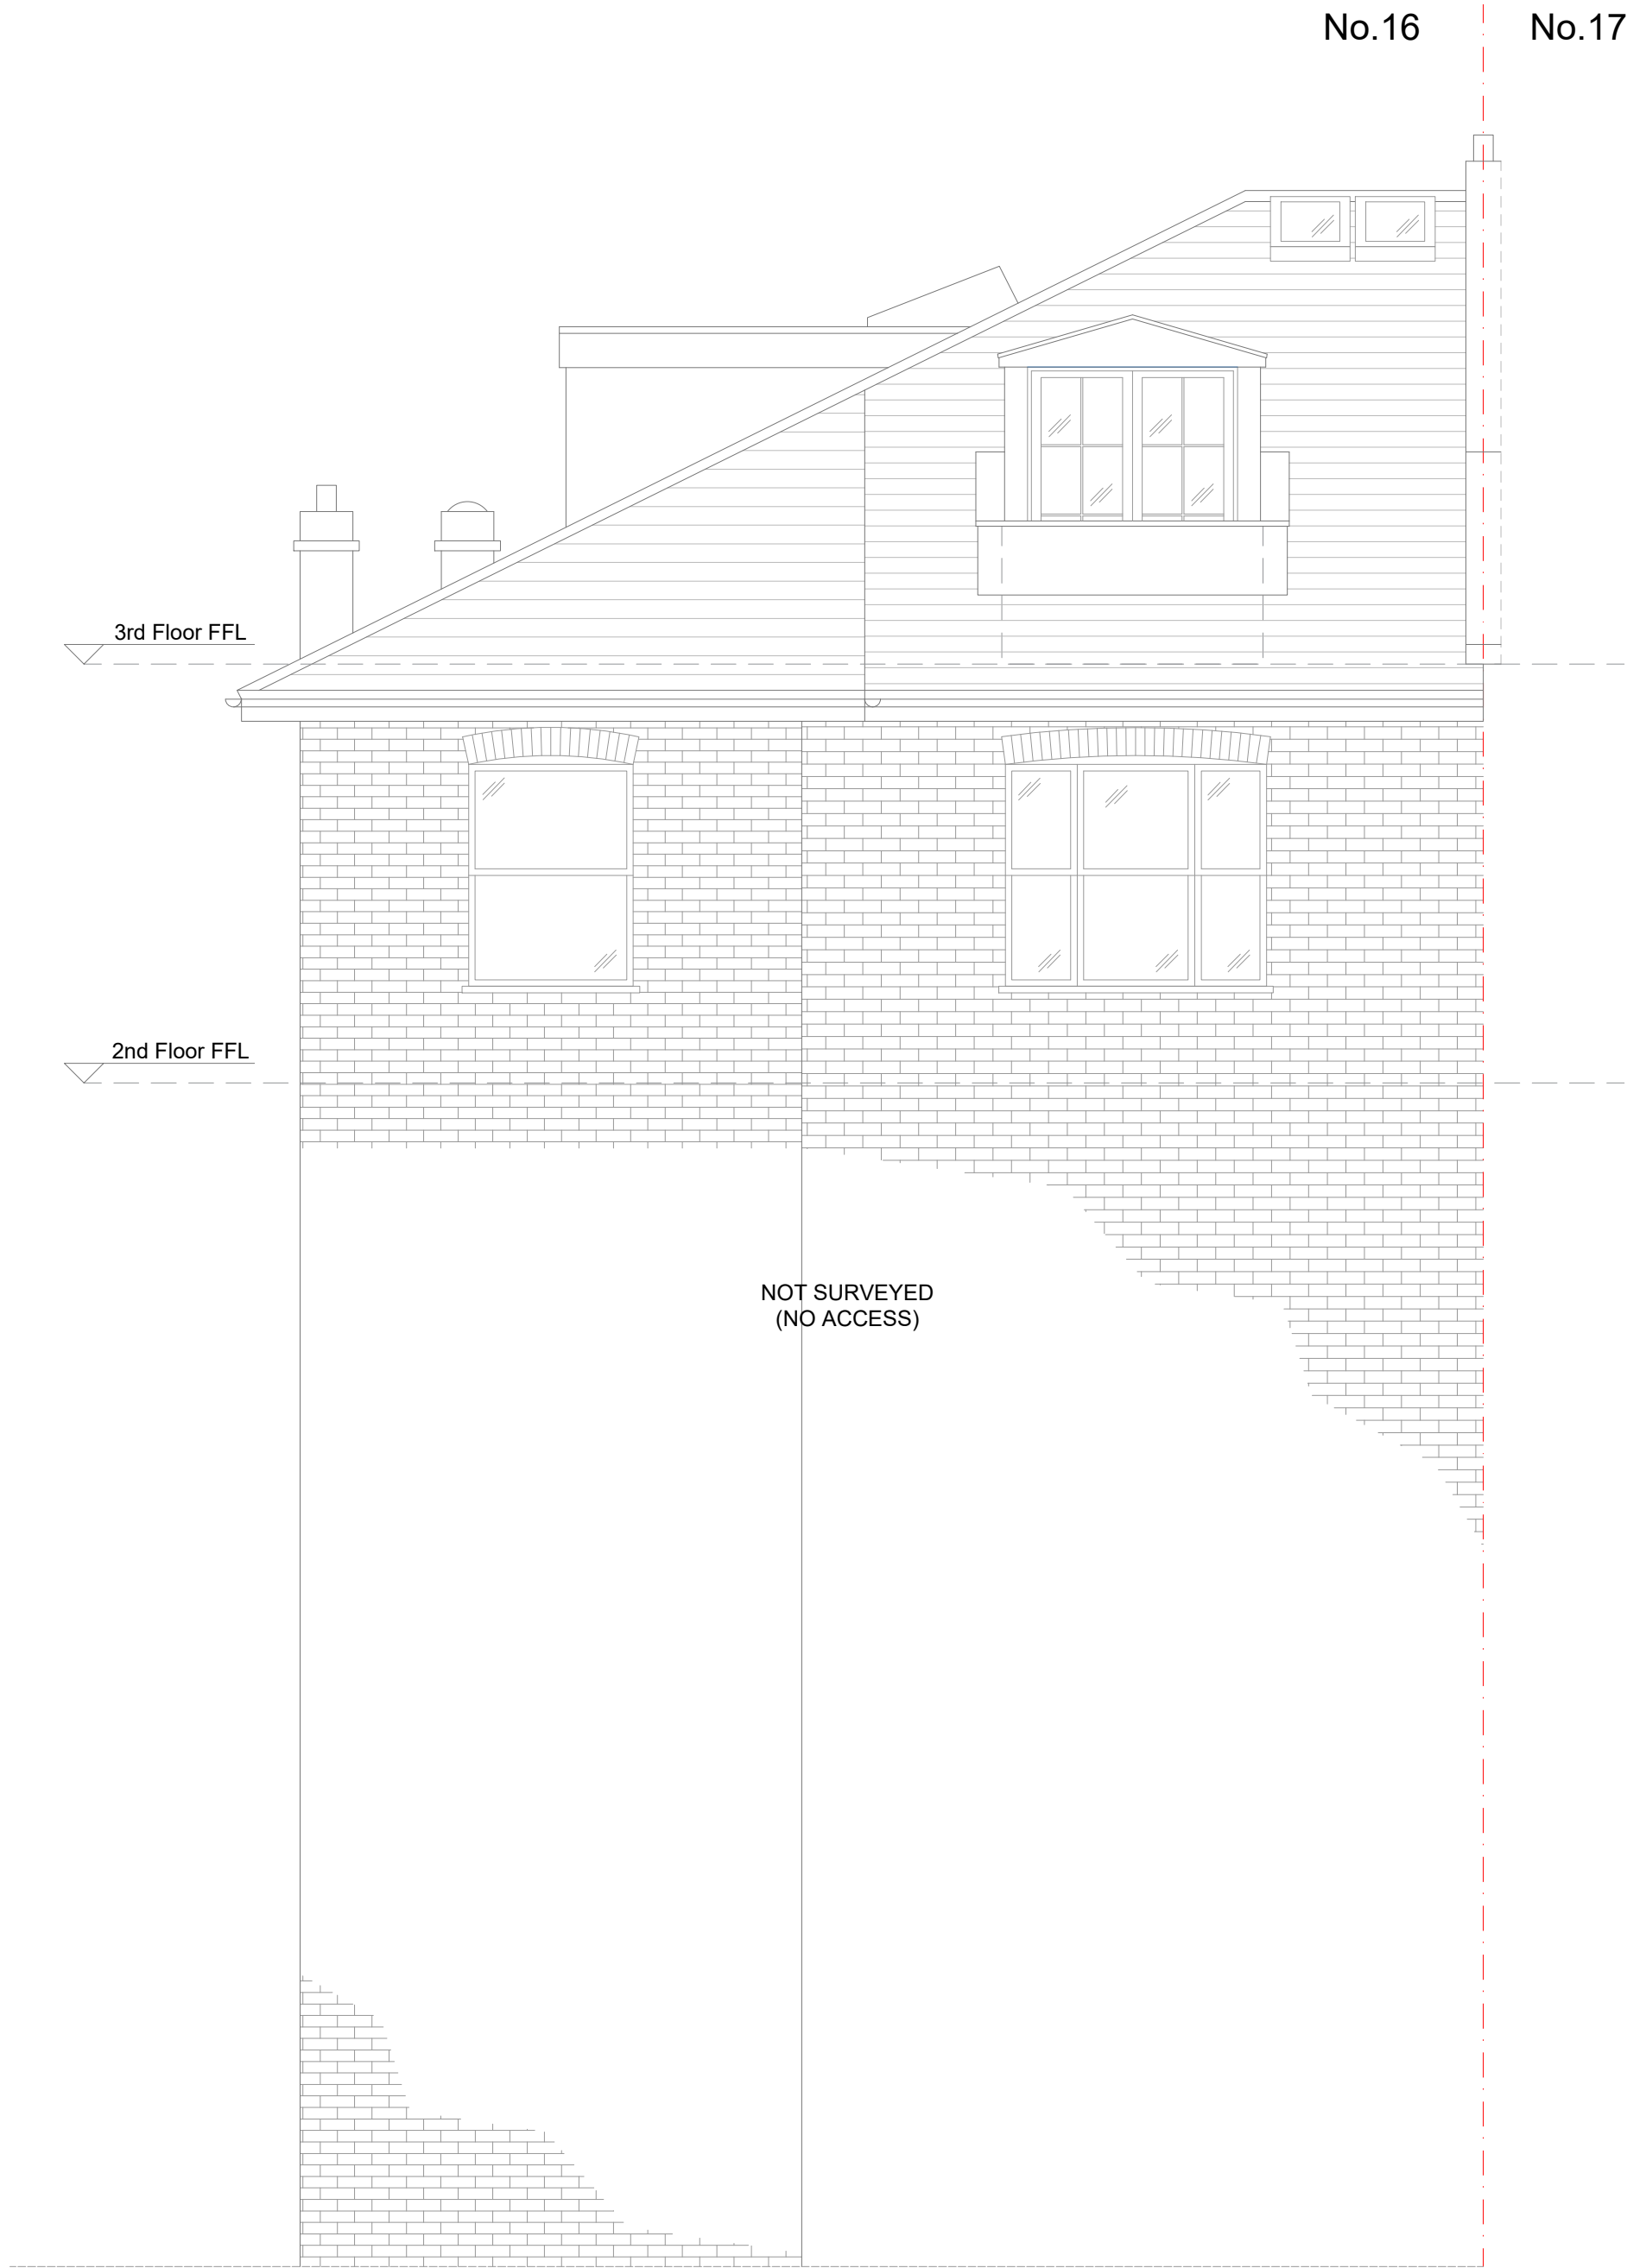 No.16
No.17
3rd Floor FFL
2nd Floor FFL
NOT SURVEYED
(NO ACCESS)